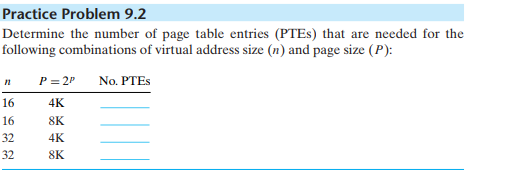 Practice Problem 9.2
Determine the number of page table entries (PTEs) that are needed for the
following combinations of virtual address size (n) and page size (P):
n P = 2ᵖ No. PTEs
16 4K
16 8K
32 4K
32 8K